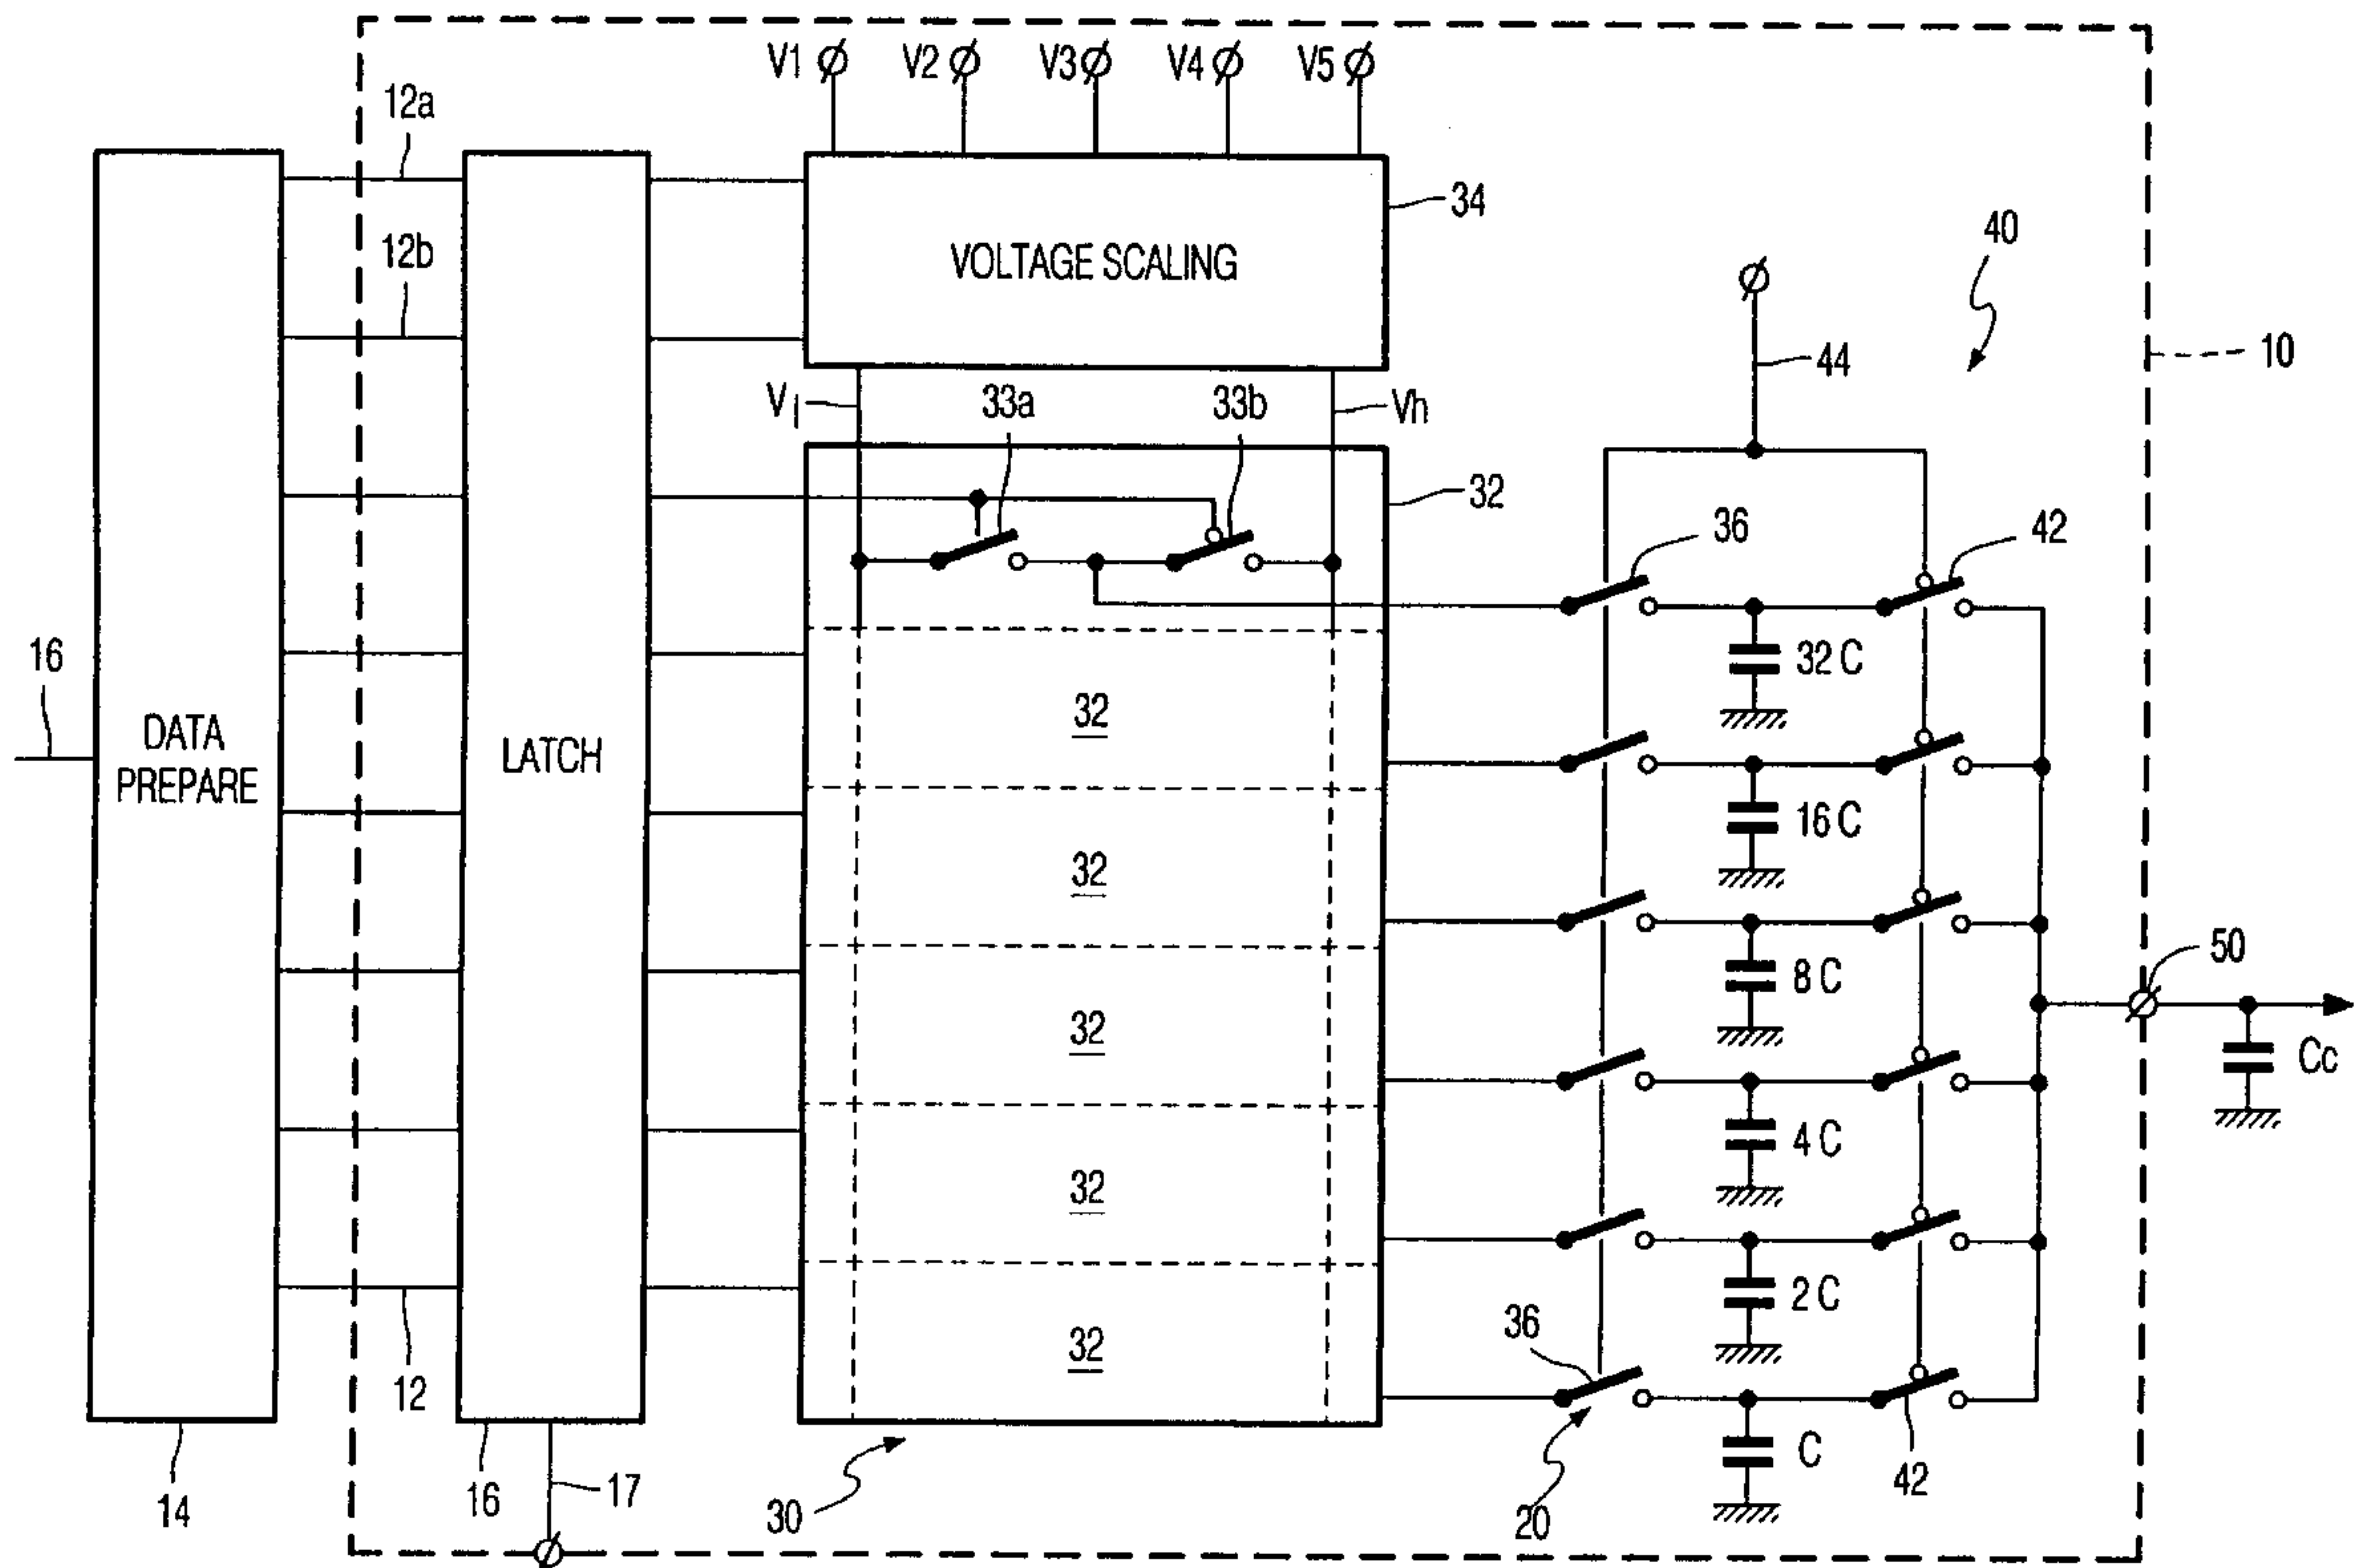 V1 V2 V3 V4 V5
12a
34
12b
VOLTAGE SCALING
40
44
10
Vl
33a
33b
Vh
32
36
42
16
32 C
32
DATA
PREPARE
LATCH
16 C
32
50
8 C
32
Cc
4 C
32
2 C
36
32
12
C
42
14
16
17
30
20